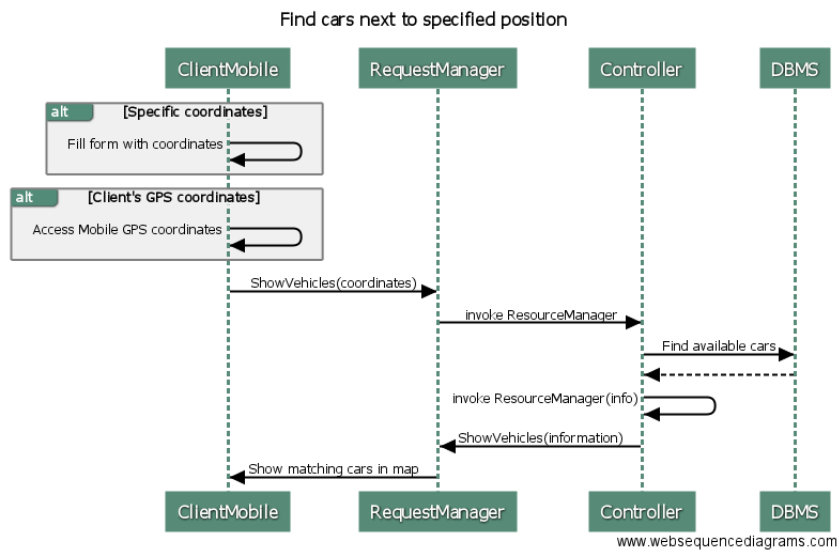 Find cars next to specified position
ClientMobile RequestManager Controller DBMS
alt [Specific coordinates]
Fill form with coordinates
alt [Client's GPS coordinates]
Access Mobile GPS coordinates
ShowVehicles(coordinates)
invoke ResourceManager
Find available cars
invoke ResourceManager(info)
ShowVehicles(information)
Show matching cars in map
ClientMobile RequestManager Controller DBMS
www.websequencediagrams.com